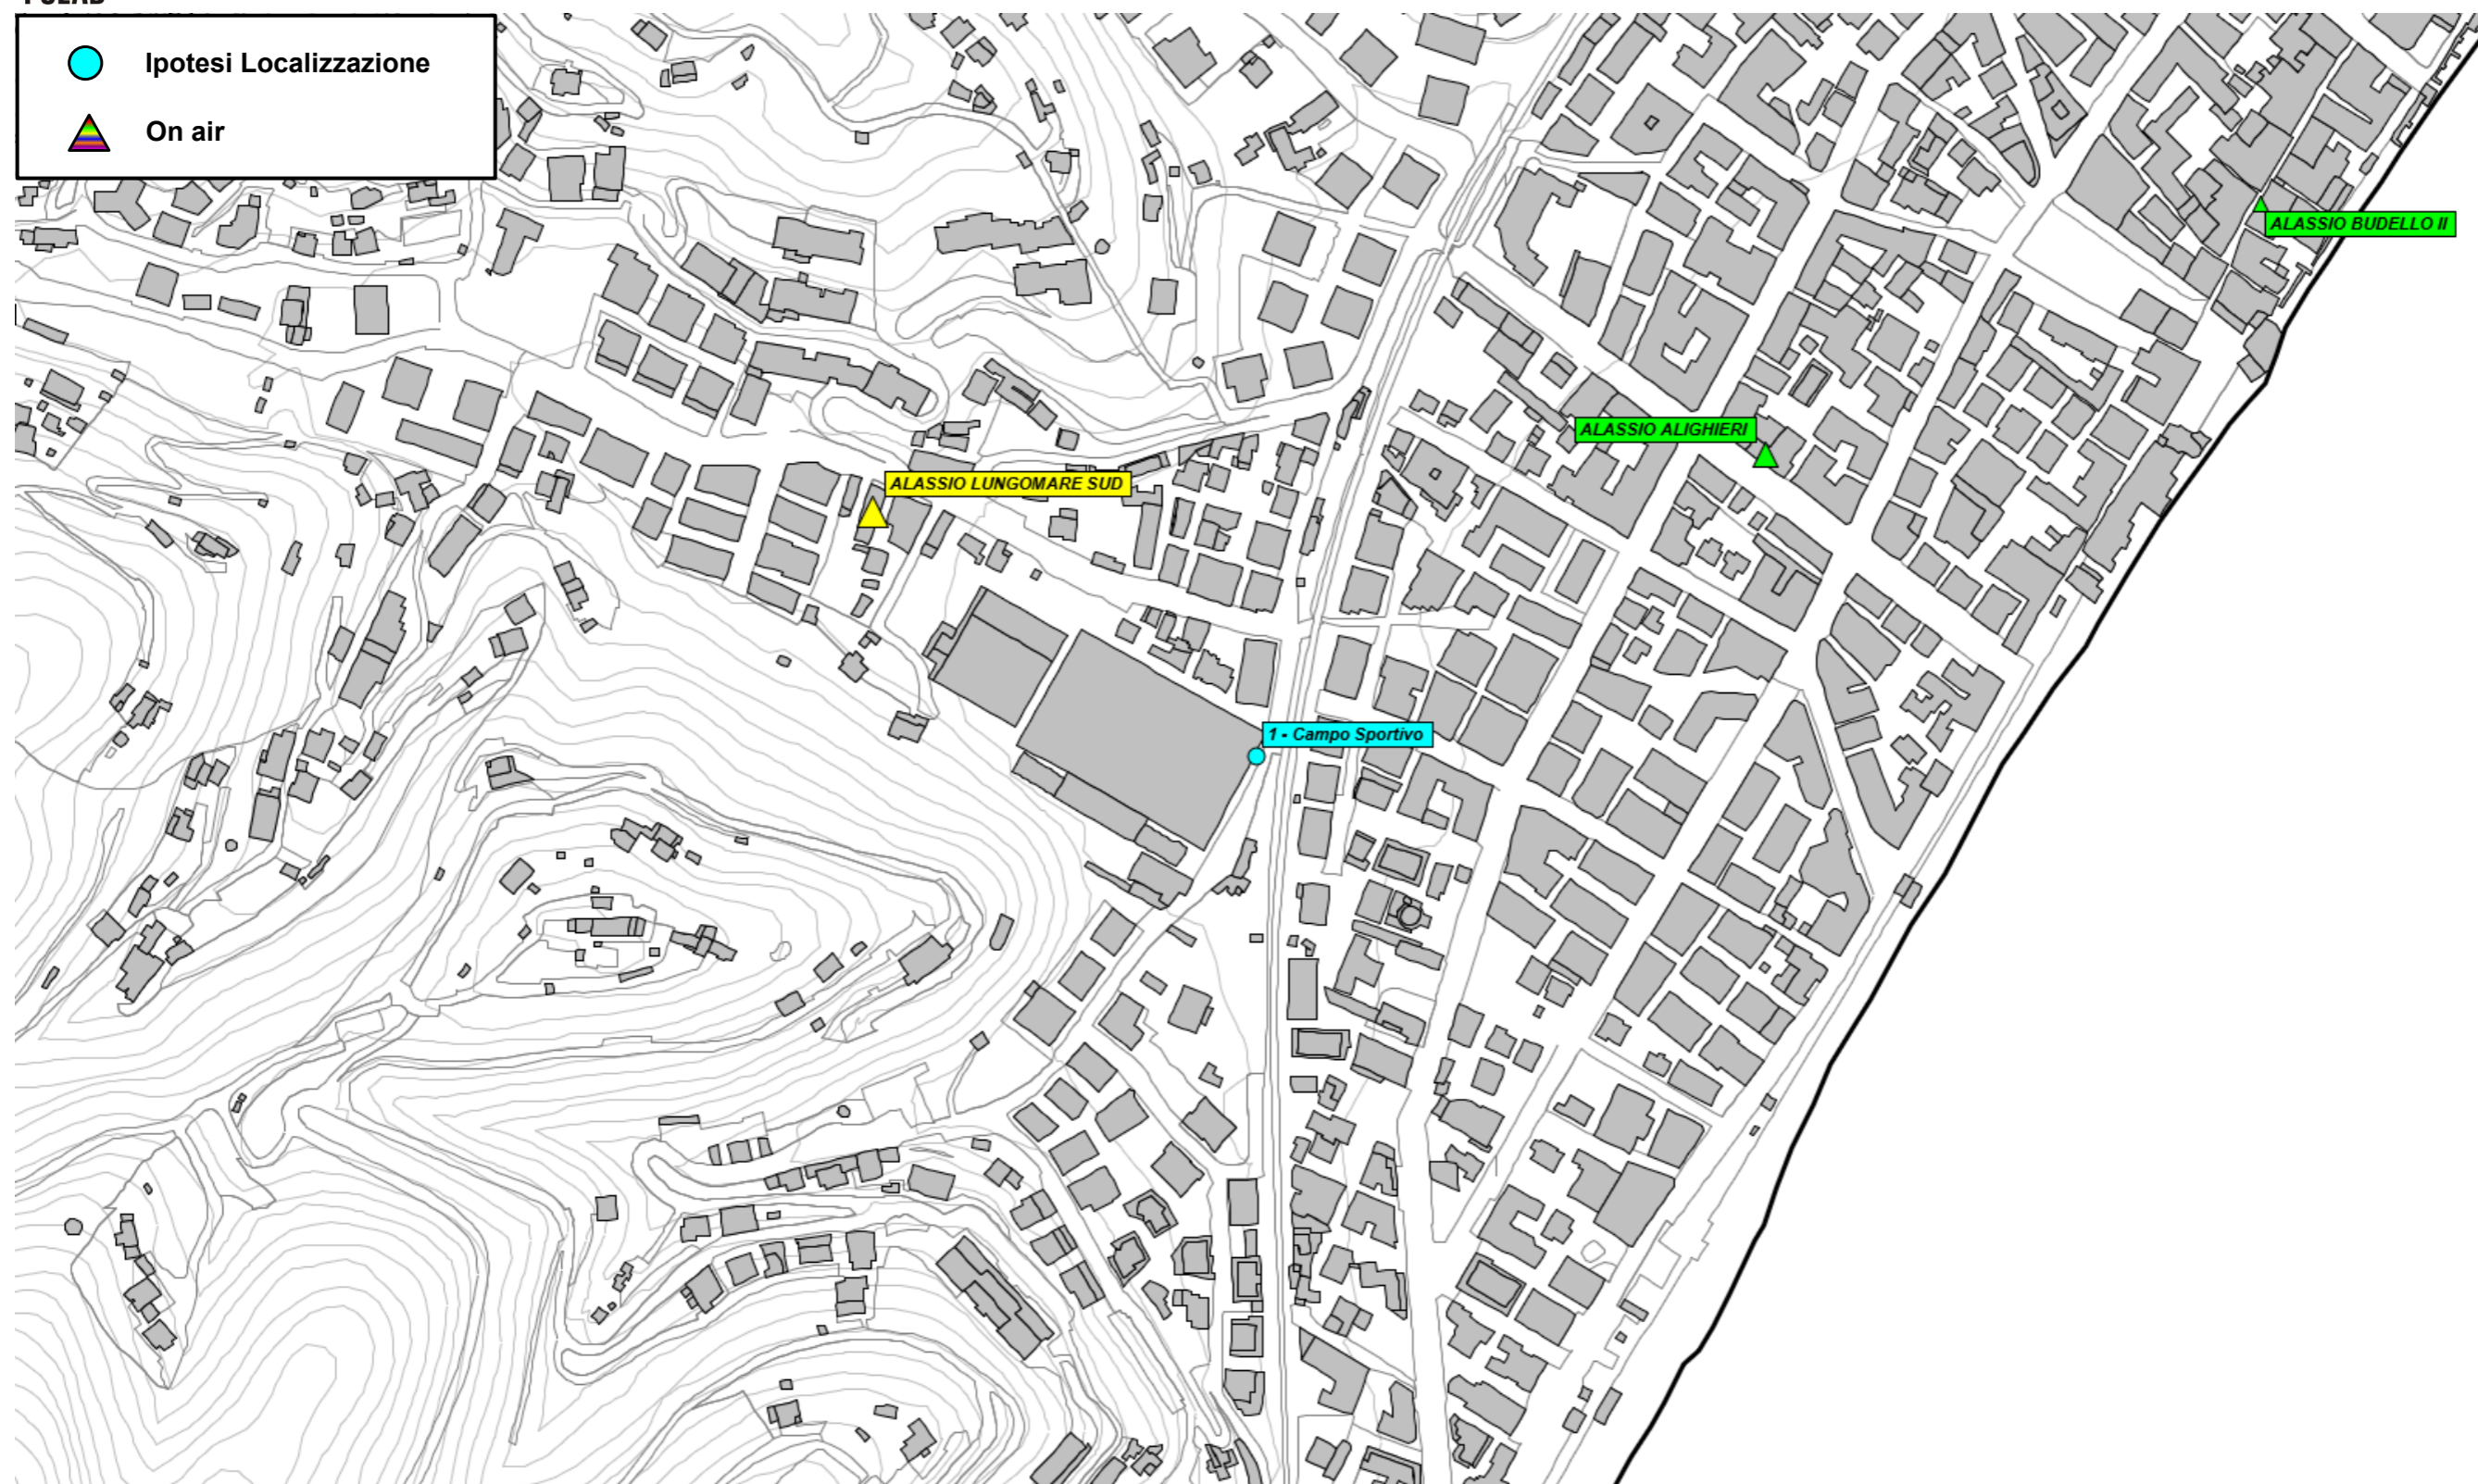 Ipotesi Localizzazione
On air
ALASSIO BUDELLO II
ALASSIO ALIGHIERI
ALASSIO LUNGOMARE SUD
1 - Campo Sportivo